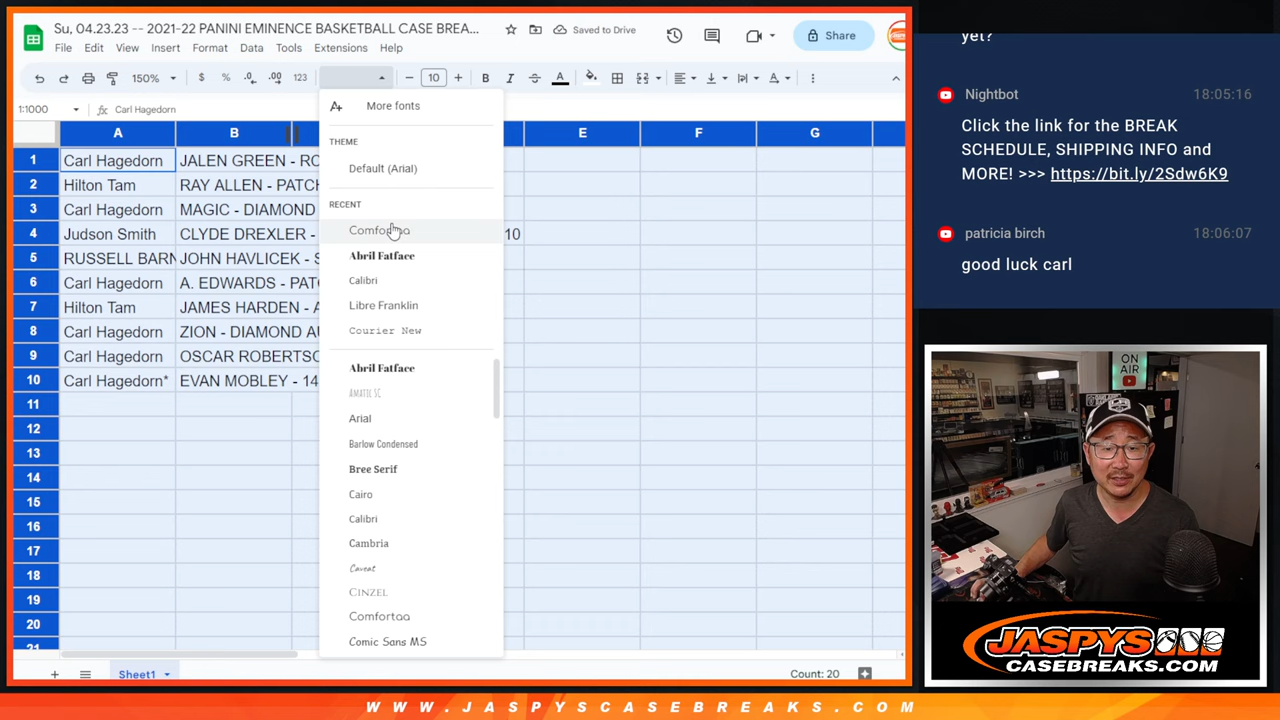 Su, 04.23.23 -- 2021-22 PANINI EMINENCE BASKETBALL CASE BREA...
Saved to Drive
Share
File Edit View Insert Format Data Tools Extensions Help
150% $ % .0 .00 123 10 B I A
1:1000 fx Carl Hagedorn
A B E F G
1 Carl Hagedorn JALEN GREEN - RO
2 Hilton Tam RAY ALLEN - PATCH
3 Carl Hagedorn MAGIC - DIAMOND
4 Judson Smith CLYDE DREXLER - 10
5 RUSSELL BARN JOHN HAVLICEK - S
6 Carl Hagedorn A. EDWARDS - PAT
7 Hilton Tam JAMES HARDEN - A
8 Carl Hagedorn ZION - DIAMOND AU
9 Carl Hagedorn OSCAR ROBERTSO
10 Carl Hagedorn* EVAN MOBLEY - 14
11
12
13
14
15
16
17
18
19
20
21
More fonts
THEME
Default (Arial)
RECENT
Comfortaa
Abril Fatface
Calibri
Libre Franklin
Courier New
Abril Fatface
AMATIC SC
Arial
Barlow Condensed
Bree Serif
Cairo
Calibri
Cambria
Caveat
CINZEL
Comfortaa
Comic Sans MS
Sheet1
Count: 20
yet?
Nightbot 18:05:16
Click the link for the BREAK
SCHEDULE, SHIPPING INFO and
MORE! >>> https://bit.ly/2Sdw6K9
patricia birch 18:06:07
good luck carl
ON
AIR
JASPYS
CASEBREAKS.COM
WWW.JASPYSCASEBREAKS.COM